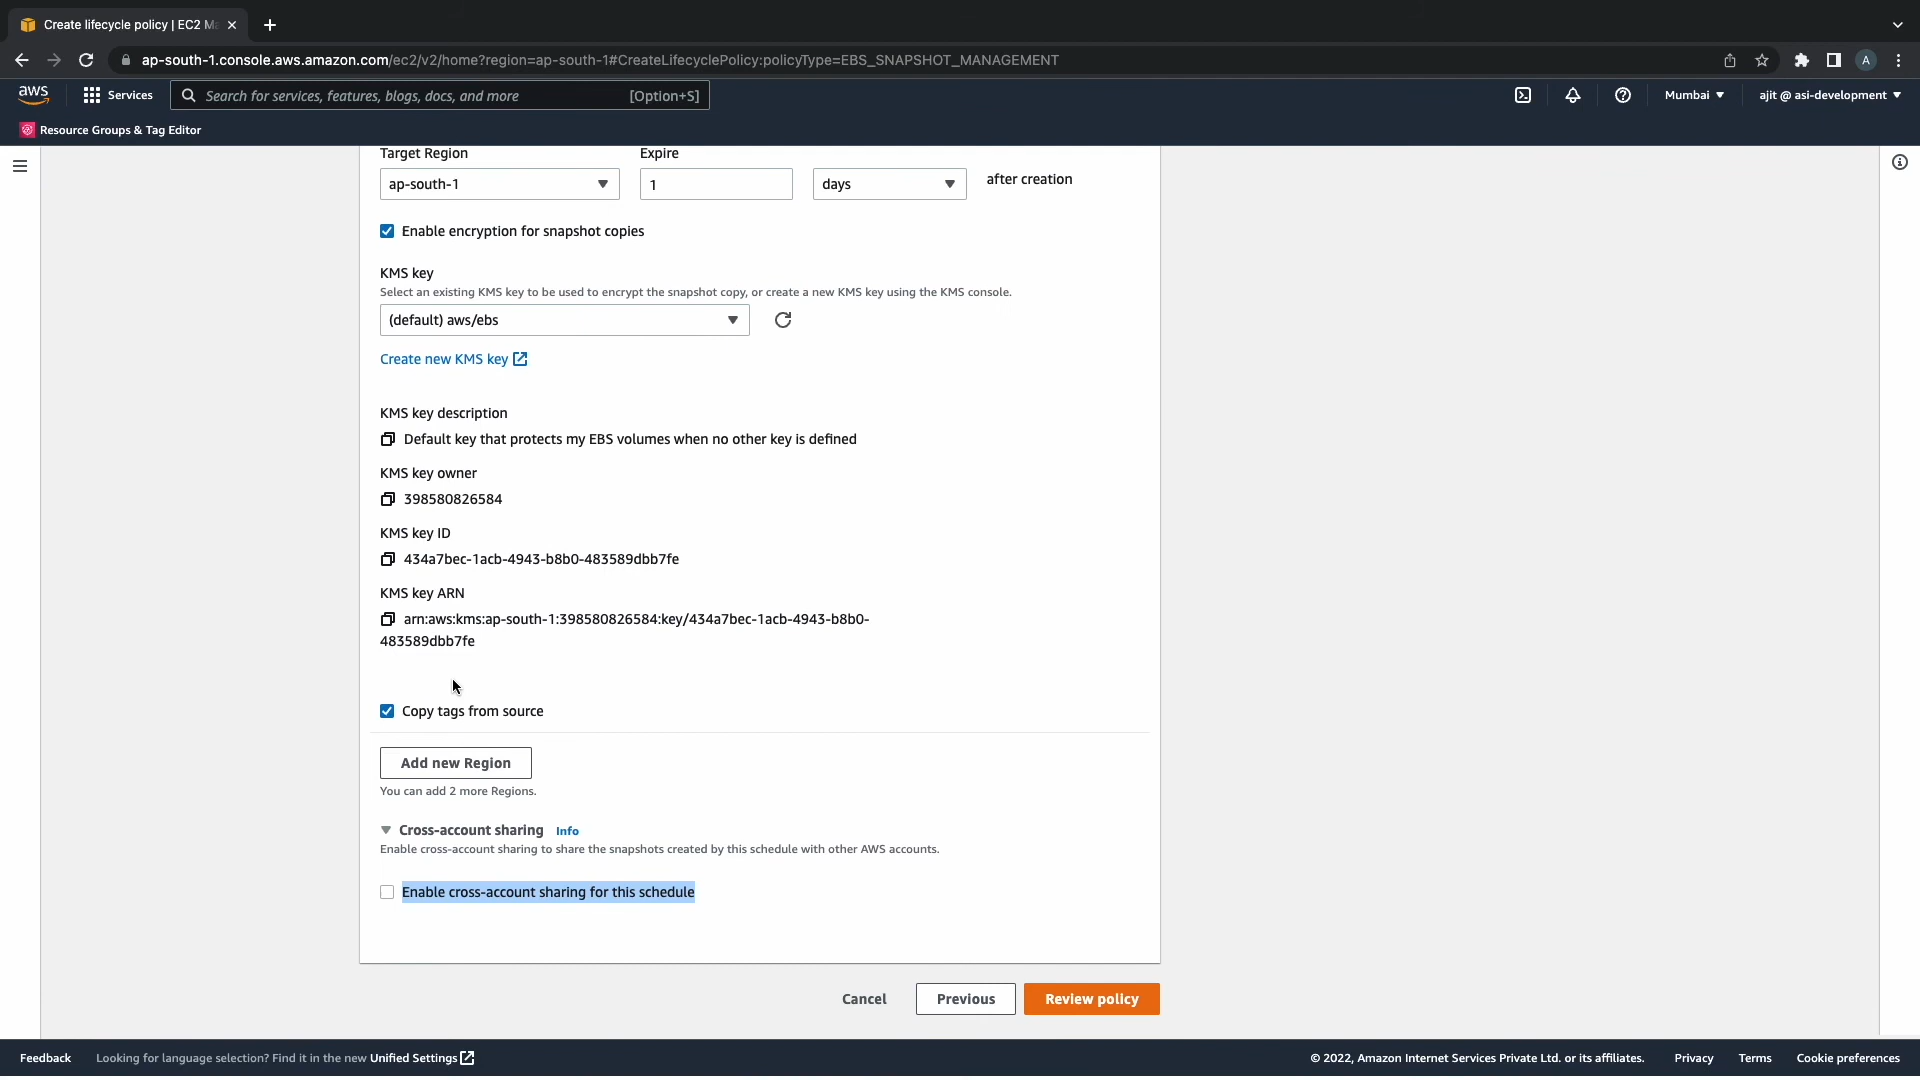 Create lifecycle policy | EC2 Ma
ap-south-1.console.aws.amazon.com/ec2/v2/home?region=ap-south-1#CreateLifecyclePolicy:policyType=EBS_SNAPSHOT_MANAGEMENT
A
aws
Services
Search for services, features, blogs, docs, and more
[Option+S]
Mumbai
ajit @ asi-development
Resource Groups & Tag Editor
Target Region
Expire
ap-south-1
1
days
after creation
Enable encryption for snapshot copies
KMS key
Select an existing KMS key to be used to encrypt the snapshot copy, or create a new KMS key using the KMS console.
(default) aws/ebs
Create new KMS key
KMS key description
Default key that protects my EBS volumes when no other key is defined
KMS key owner
398580826584
KMS key ID
434a7bec-1acb-4943-b8b0-483589dbb7fe
KMS key ARN
arn:aws:kms:ap-south-1:398580826584:key/434a7bec-1acb-4943-b8b0-
483589dbb7fe
Copy tags from source
Add new Region
You can add 2 more Regions.
Cross-account sharing Info
Enable cross-account sharing to share the snapshots created by this schedule with other AWS accounts.
Enable cross-account sharing for this schedule
Cancel
Previous
Review policy
Feedback
Looking for language selection? Find it in the new Unified Settings
© 2022, Amazon Internet Services Private Ltd. or its affiliates.
Privacy
Terms
Cookie preferences